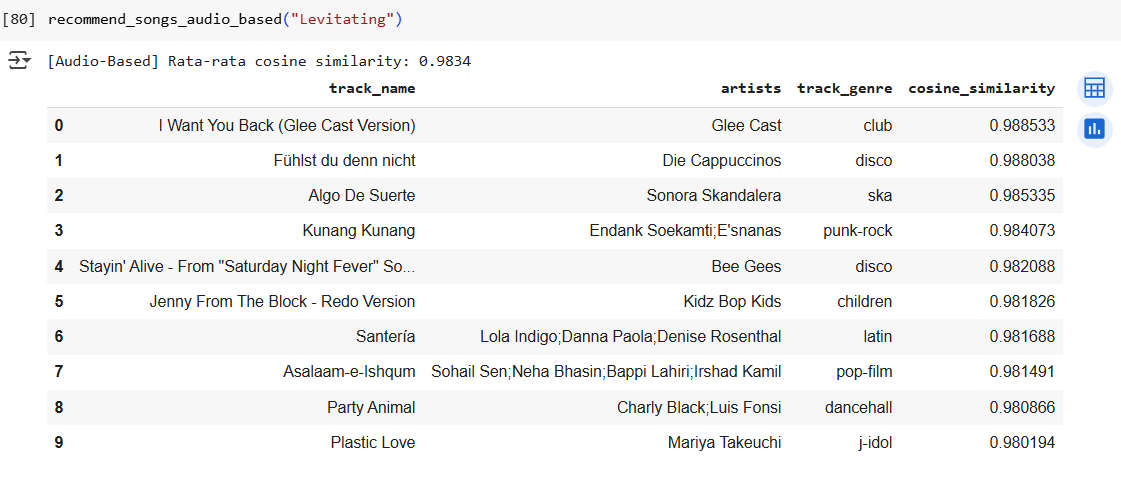 [80] recommend_songs_audio_based("Levitating")
[Audio-Based] Rata-rata cosine similarity: 0.9834
track_name artists track_genre cosine_similarity
0 I Want You Back (Glee Cast Version) Glee Cast club 0.988533
1 Fühlst du denn nicht Die Cappuccinos disco 0.988038
2 Algo De Suerte Sonora Skandalera ska 0.985335
3 Kunang Kunang Endank Soekamti;E'snanas punk-rock 0.984073
4 Stayin' Alive - From "Saturday Night Fever" So... Bee Gees disco 0.982088
5 Jenny From The Block - Redo Version Kidz Bop Kids children 0.981826
6 Santería Lola Indigo;Danna Paola;Denise Rosenthal latin 0.981688
7 Asalaam-e-Ishqum Sohail Sen;Neha Bhasin;Bappi Lahiri;Irshad Kamil pop-film 0.981491
8 Party Animal Charly Black;Luis Fonsi dancehall 0.980866
9 Plastic Love Mariya Takeuchi j-idol 0.980194